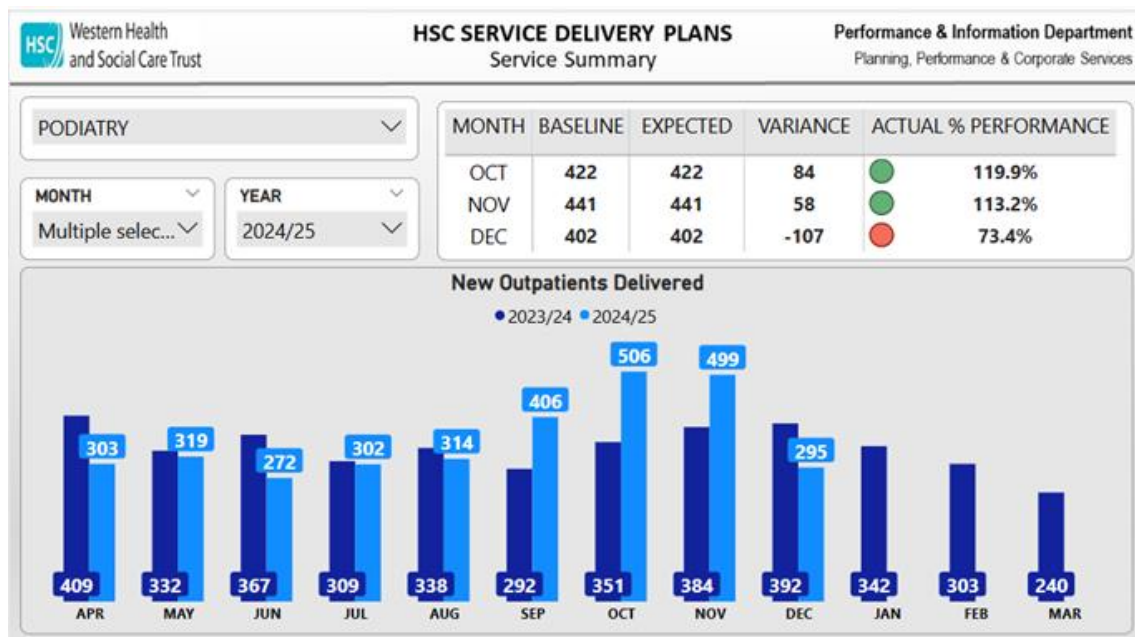 HSC
Western Health
and Social Care Trust
HSC SERVICE DELIVERY PLANS
Service Summary
Performance & Information Department
Planning, Performance & Corporate Services
PODIATRY
MONTH
Multiple selec...
YEAR
2024/25
MONTH BASELINE EXPECTED VARIANCE ACTUAL % PERFORMANCE
OCT 422 422 84 119.9%
NOV 441 441 58 113.2%
DEC 402 402 -107 73.4%
New Outpatients Delivered
2023/24 2024/25
303 319 272 302 314 406 506 499 295
409 332 367 309 338 292 351 384 392 342 303 240
APR MAY JUN JUL AUG SEP OCT NOV DEC JAN FEB MAR